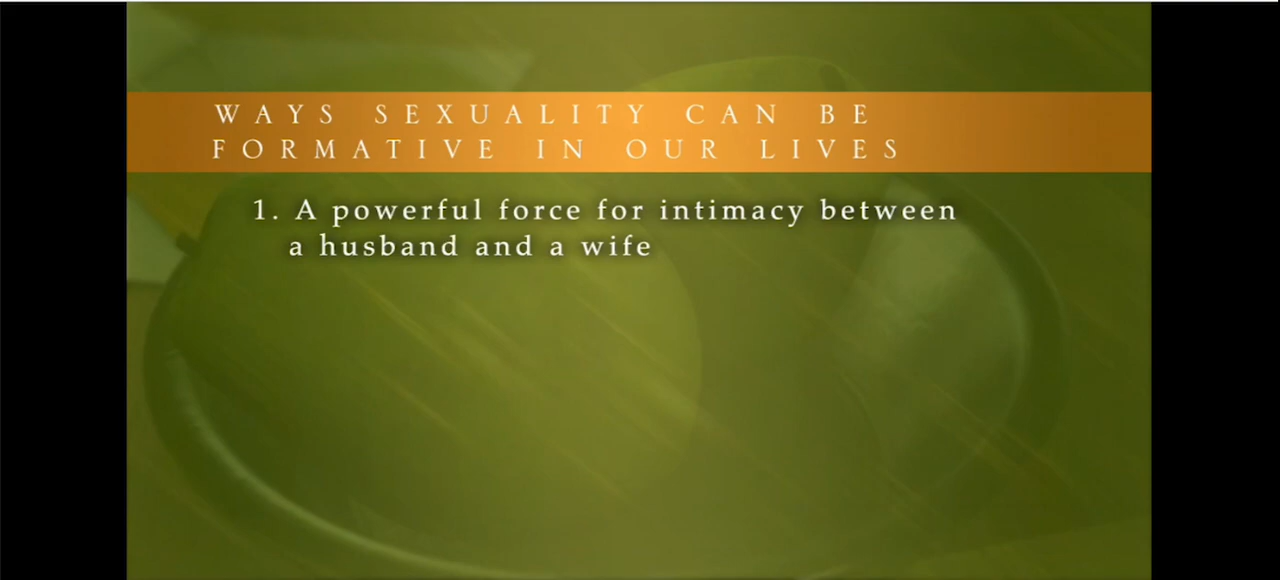 WAYS SEXUALITY CAN BE
FORMATIVE IN OUR LIVES
1. A powerful force for intimacy between
a husband and a wife